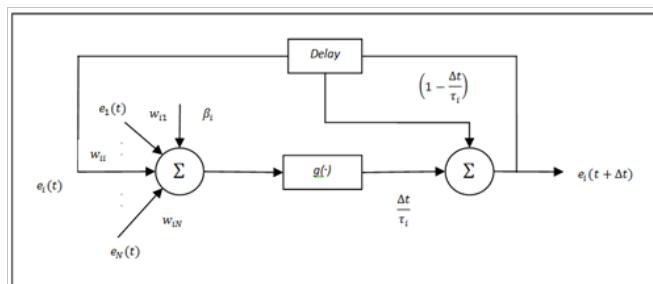 Delay
(1 − Δt/τᵢ)
e₁(t)
wᵢ₁
βᵢ
wᵢᵢ
Σ
g(·)
Σ
eᵢ(t + Δt)
eᵢ(t)
Δt/τᵢ
wᵢN
eN(t)